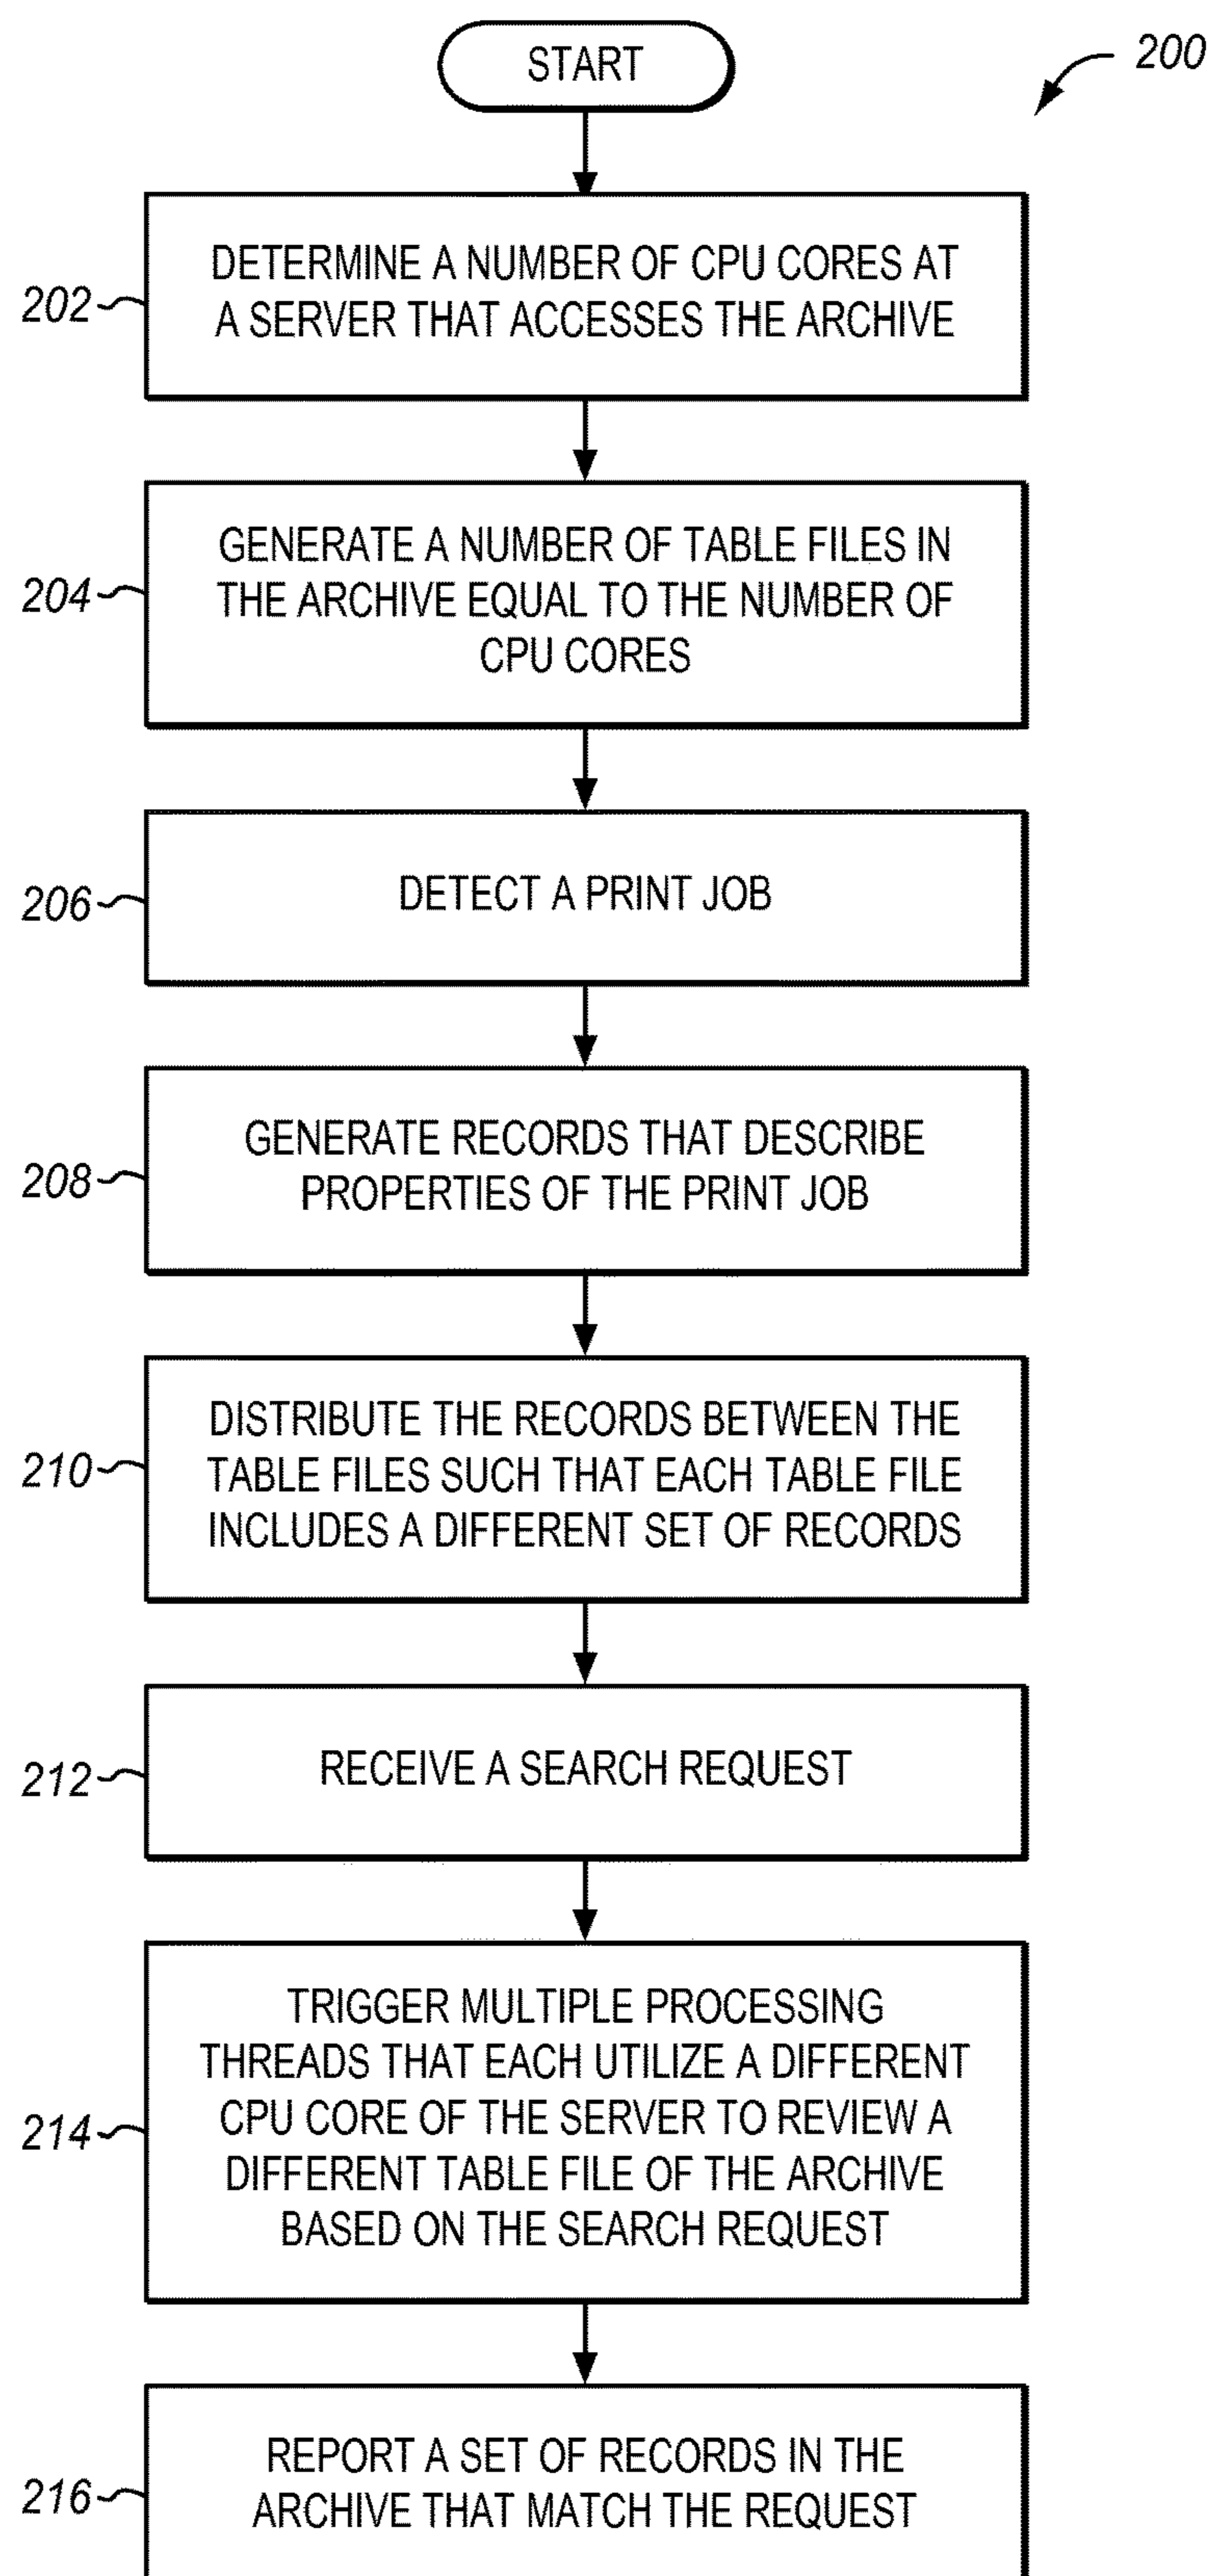 START
200
202
DETERMINE A NUMBER OF CPU CORES AT
A SERVER THAT ACCESSES THE ARCHIVE
204
GENERATE A NUMBER OF TABLE FILES IN
THE ARCHIVE EQUAL TO THE NUMBER OF
CPU CORES
206
DETECT A PRINT JOB
208
GENERATE RECORDS THAT DESCRIBE
PROPERTIES OF THE PRINT JOB
210
DISTRIBUTE THE RECORDS BETWEEN THE
TABLE FILES SUCH THAT EACH TABLE FILE
INCLUDES A DIFFERENT SET OF RECORDS
212
RECEIVE A SEARCH REQUEST
214
TRIGGER MULTIPLE PROCESSING
THREADS THAT EACH UTILIZE A DIFFERENT
CPU CORE OF THE SERVER TO REVIEW A
DIFFERENT TABLE FILE OF THE ARCHIVE
BASED ON THE SEARCH REQUEST
216
REPORT A SET OF RECORDS IN THE
ARCHIVE THAT MATCH THE REQUEST